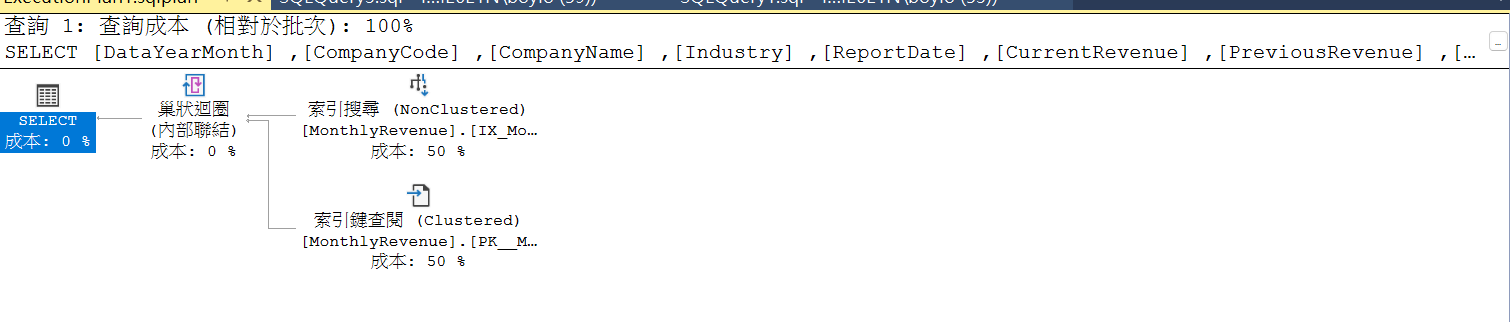 查詢 1: 查詢成本 (相對於批次): 100%
SELECT [DataYearMonth] ,[CompanyCode] ,[CompanyName] ,[Industry] ,[ReportDate] ,[CurrentRevenue] ,[PreviousRevenue] ,[…
SELECT
成本: 0 %
巢狀迴圈
(內部聯結)
成本: 0 %
索引搜尋 (NonClustered)
[MonthlyRevenue].[IX_Mo…
成本: 50 %
索引鍵查閱 (Clustered)
[MonthlyRevenue].[PK__M…
成本: 50 %